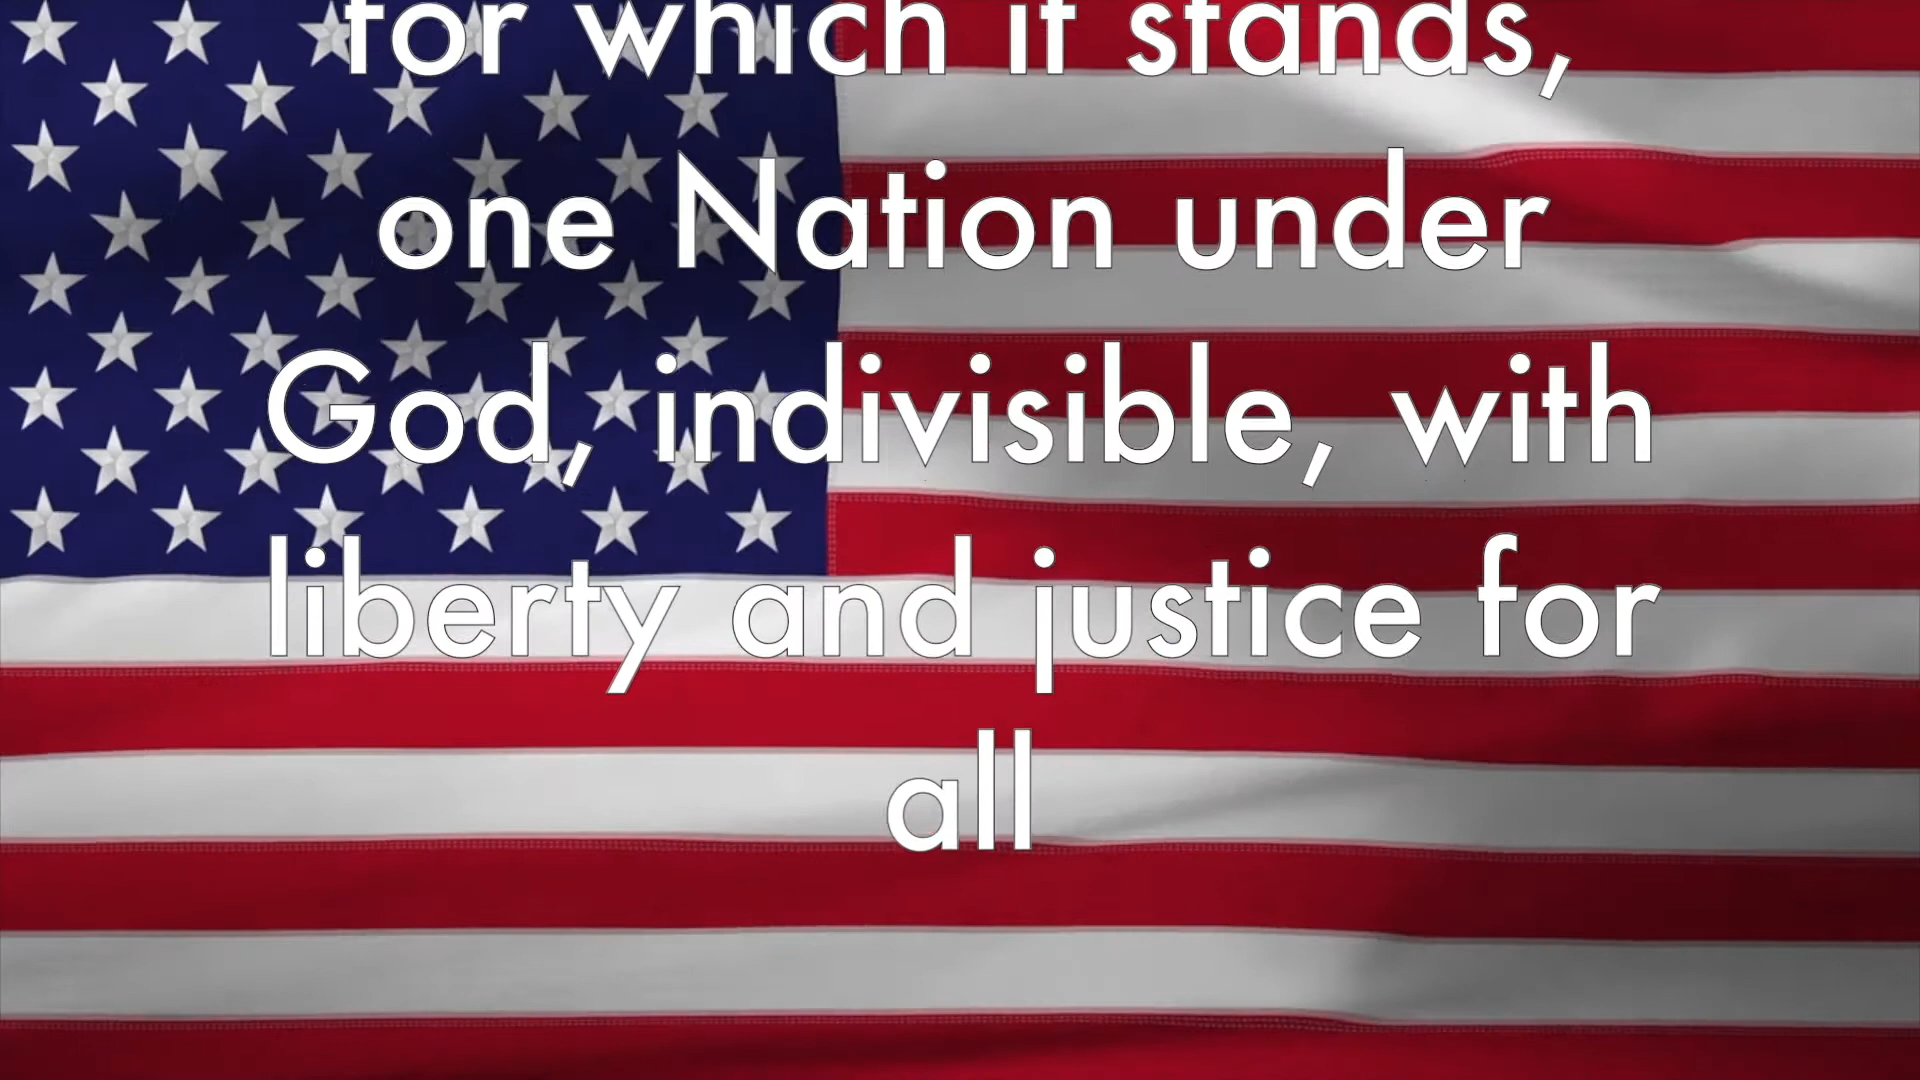 for which it stands,
one Nation under
God, indivisible, with
liberty and justice for
all